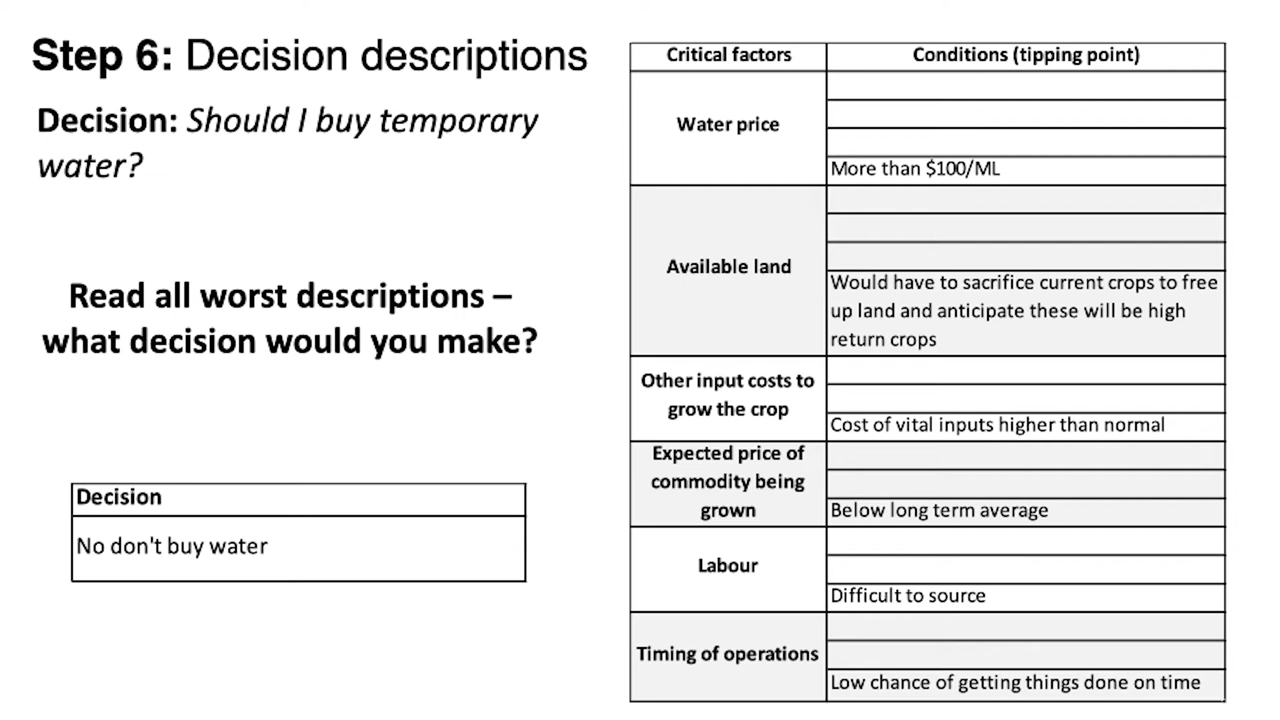 Step 6: Decision descriptions
Decision: Should I buy temporary
water?
Read all worst descriptions –
what decision would you make?
Decision
No don't buy water
Critical factors
Conditions (tipping point)
Water price
More than $100/ML
Available land
Would have to sacrifice current crops to free
up land and anticipate these will be high
return crops
Other input costs to
grow the crop
Cost of vital inputs higher than normal
Expected price of
commodity being
grown
Below long term average
Labour
Difficult to source
Timing of operations
Low chance of getting things done on time